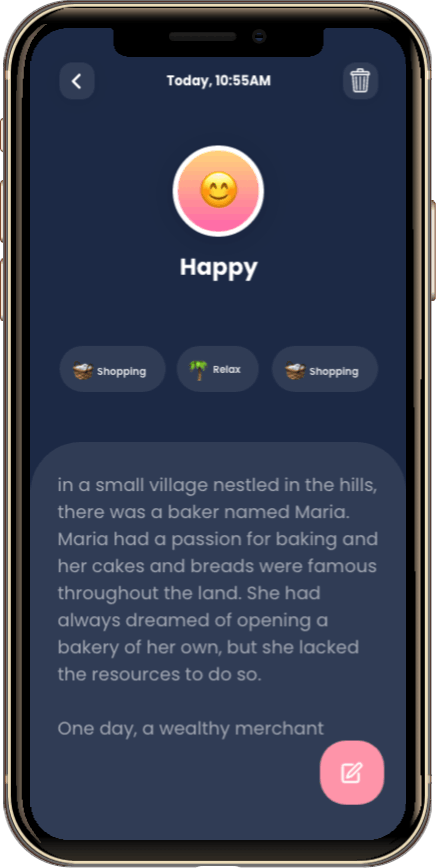 Today, 10:55AM
Happy
Shopping
Relax
Shopping
in a small village nestled in the hills,
there was a baker named Maria.
Maria had a passion for baking and
her cakes and breads were famous
throughout the land. She had
always dreamed of opening a
bakery of her own, but she lacked
the resources to do so.
One day, a wealthy merchant